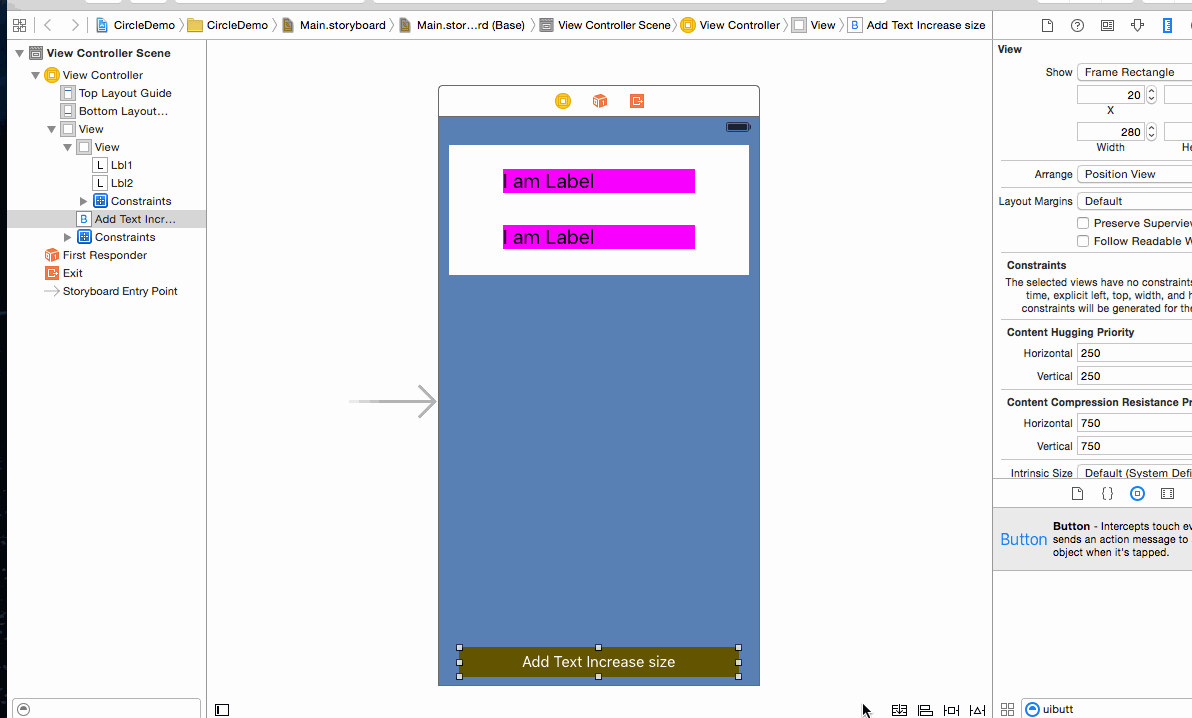 CircleDemo CircleDemo Main.storyboard Main.stor...rd (Base) View Controller Scene View Controller View B Add Text Increase size
View Controller Scene
View Controller
Top Layout Guide
Bottom Layout...
View
View
L Lbl1
L Lbl2
Constraints
B Add Text Incr...
Constraints
First Responder
Exit
Storyboard Entry Point
I am Label
I am Label
Add Text Increase size
View
Show Frame Rectangle
20
X
280
Width He
Arrange Position View
Layout Margins Default
Preserve Superview
Follow Readable W
Constraints
The selected views have no constraints
time, explicit left, top, width, and h
constraints will be generated for the
Content Hugging Priority
Horizontal 250
Vertical 250
Content Compression Resistance Pr
Horizontal 750
Vertical 750
Intrinsic Size Default (System Defi
{}
Button
Button - Intercepts touch ev
sends an action message to
object when it's tapped.
uibutt